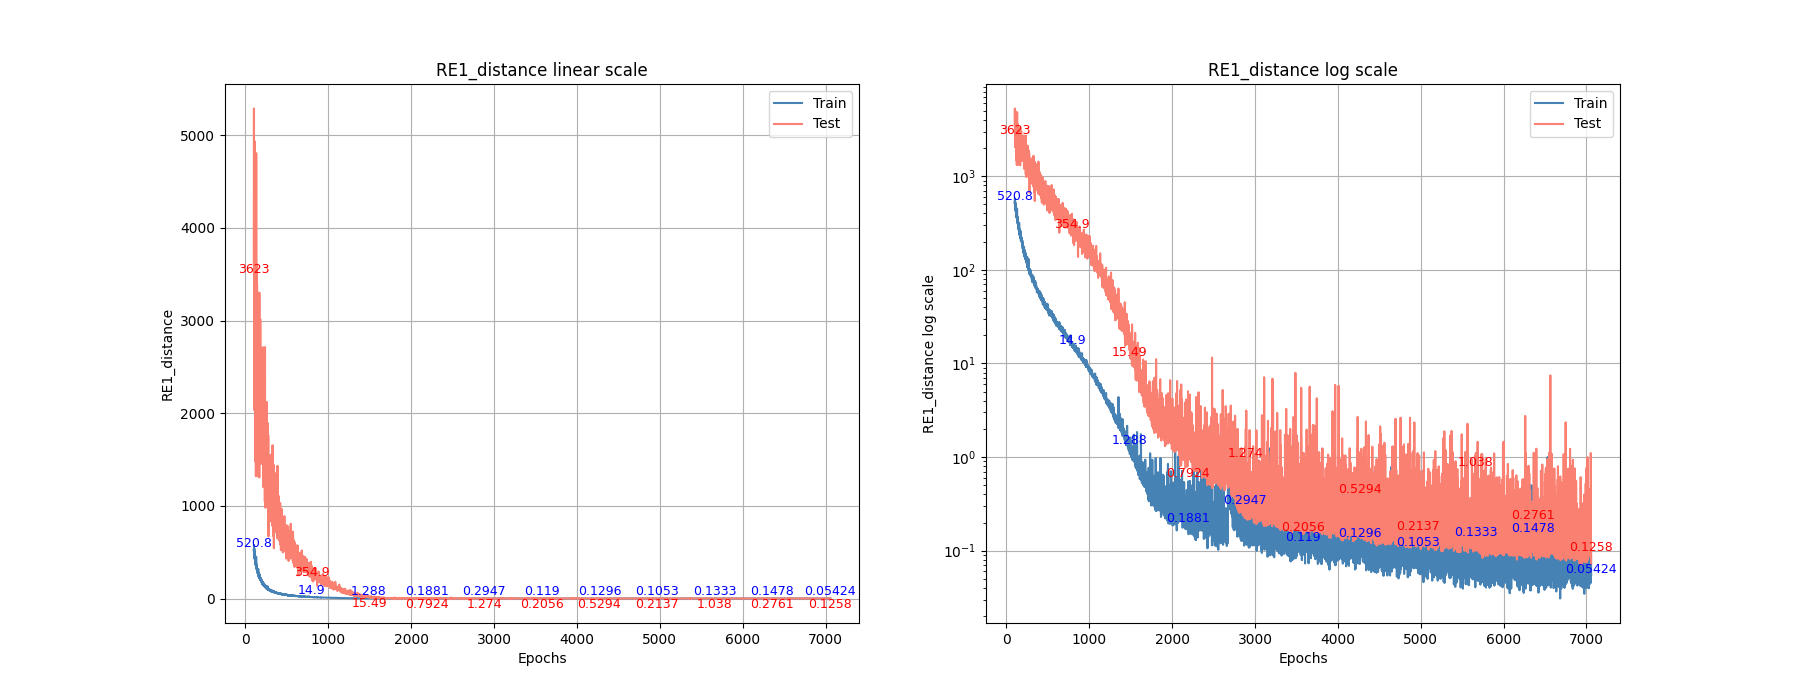 RE1_distance linear scale
RE1_distance
5000
4000
3000
2000
1000
0
0 1000 2000 3000 4000 5000 6000 7000
Epochs
Train
Test
3623
520.8
354.9
14.9 1.288 0.1881 0.2947 0.119 0.1296 0.1053 0.1333 0.1478 0.05424
15.49 0.7924 1.274 0.2056 0.5294 0.2137 1.038 0.2761 0.1258
RE1_distance log scale
RE1_distance log scale
10³
10²
10¹
10⁰
10⁻¹
0 1000 2000 3000 4000 5000 6000 7000
Epochs
Train
Test
3623
520.8
354.9
14.9
15.49
1.288
0.7924
0.1881
1.274
0.2947
0.2056
0.119
0.5294
0.1296
0.2137
0.1053
1.038
0.1333
0.2761
0.1478
0.1258
0.05424